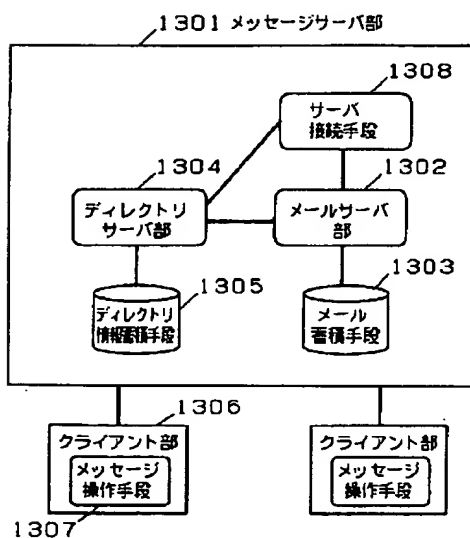 1301 メッセージサーバ部
1308
サーバ
接続手段
1304
1302
ディレクトリ
サーバ部
メールサーバ
部
1305
1303
ディレクトリ
情報蓄積手段
メール
蓄積手段
1306
クライアント部
メッセージ
操作手段
1307
クライアント部
メッセージ
操作手段